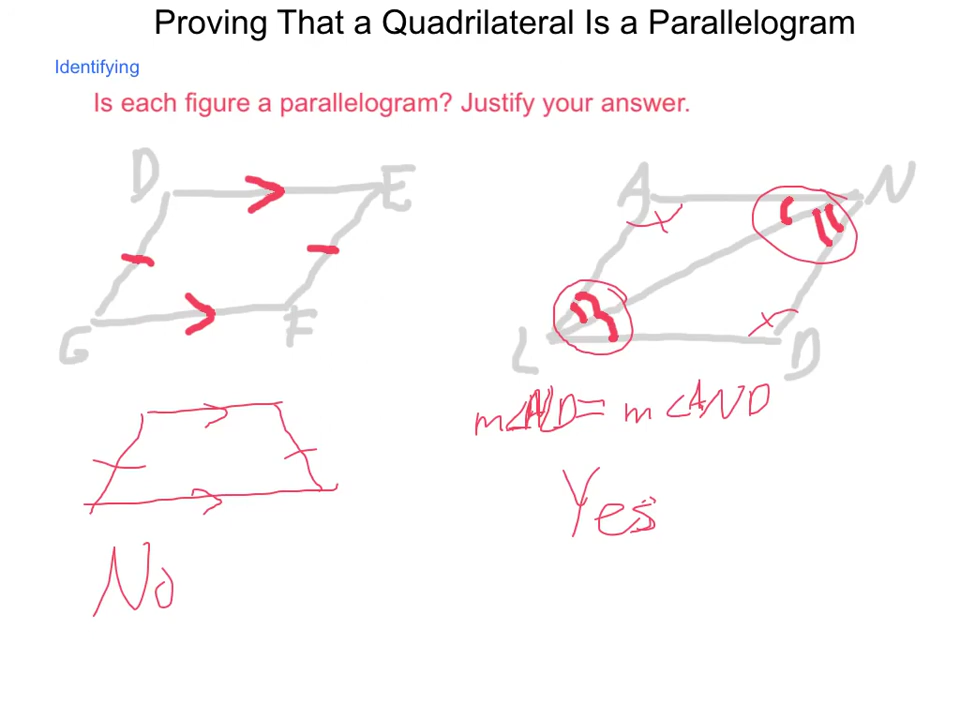 Proving That a Quadrilateral Is a Parallelogram
Identifying
Is each figure a parallelogram? Justify your answer.
D E
G F
A N
L D
= m∠AND
Yes
No